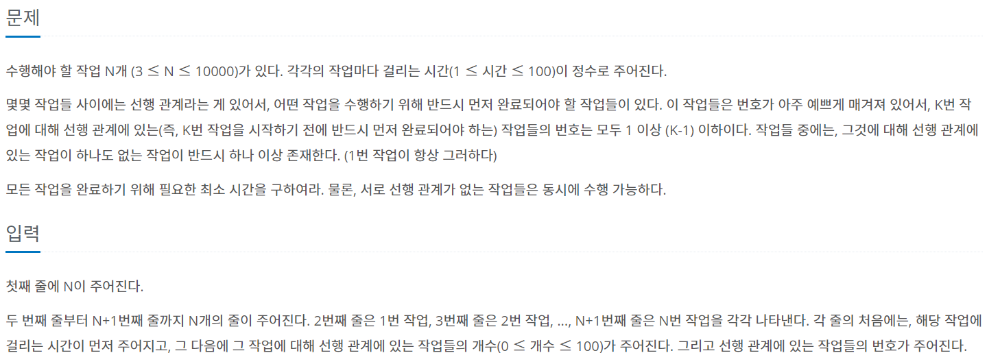 문제
수행해야 할 작업 N개 (3 ≤ N ≤ 10000)가 있다. 각각의 작업마다 걸리는 시간(1 ≤ 시간 ≤ 100)이 정수로 주어진다.
몇몇 작업들 사이에는 선행 관계라는 게 있어서, 어떤 작업을 수행하기 위해 반드시 먼저 완료되어야 할 작업들이 있다. 이 작업들은 번호가 아주 예쁘게 매겨져 있어서, K번 작
업에 대해 선행 관계에 있는(즉, K번 작업을 시작하기 전에 반드시 먼저 완료되어야 하는) 작업들의 번호는 모두 1 이상 (K-1) 이하이다. 작업들 중에는, 그것에 대해 선행 관계에
있는 작업이 하나도 없는 작업이 반드시 하나 이상 존재한다. (1번 작업이 항상 그러하다)
모든 작업을 완료하기 위해 필요한 최소 시간을 구하여라. 물론, 서로 선행 관계가 없는 작업들은 동시에 수행 가능하다.
입력
첫째 줄에 N이 주어진다.
두 번째 줄부터 N+1번째 줄까지 N개의 줄이 주어진다. 2번째 줄은 1번 작업, 3번째 줄은 2번 작업, ..., N+1번째 줄은 N번 작업을 각각 나타낸다. 각 줄의 처음에는, 해당 작업에
걸리는 시간이 먼저 주어지고, 그 다음에 그 작업에 대해 선행 관계에 있는 작업들의 개수(0 ≤ 개수 ≤ 100)가 주어진다. 그리고 선행 관계에 있는 작업들의 번호가 주어진다.